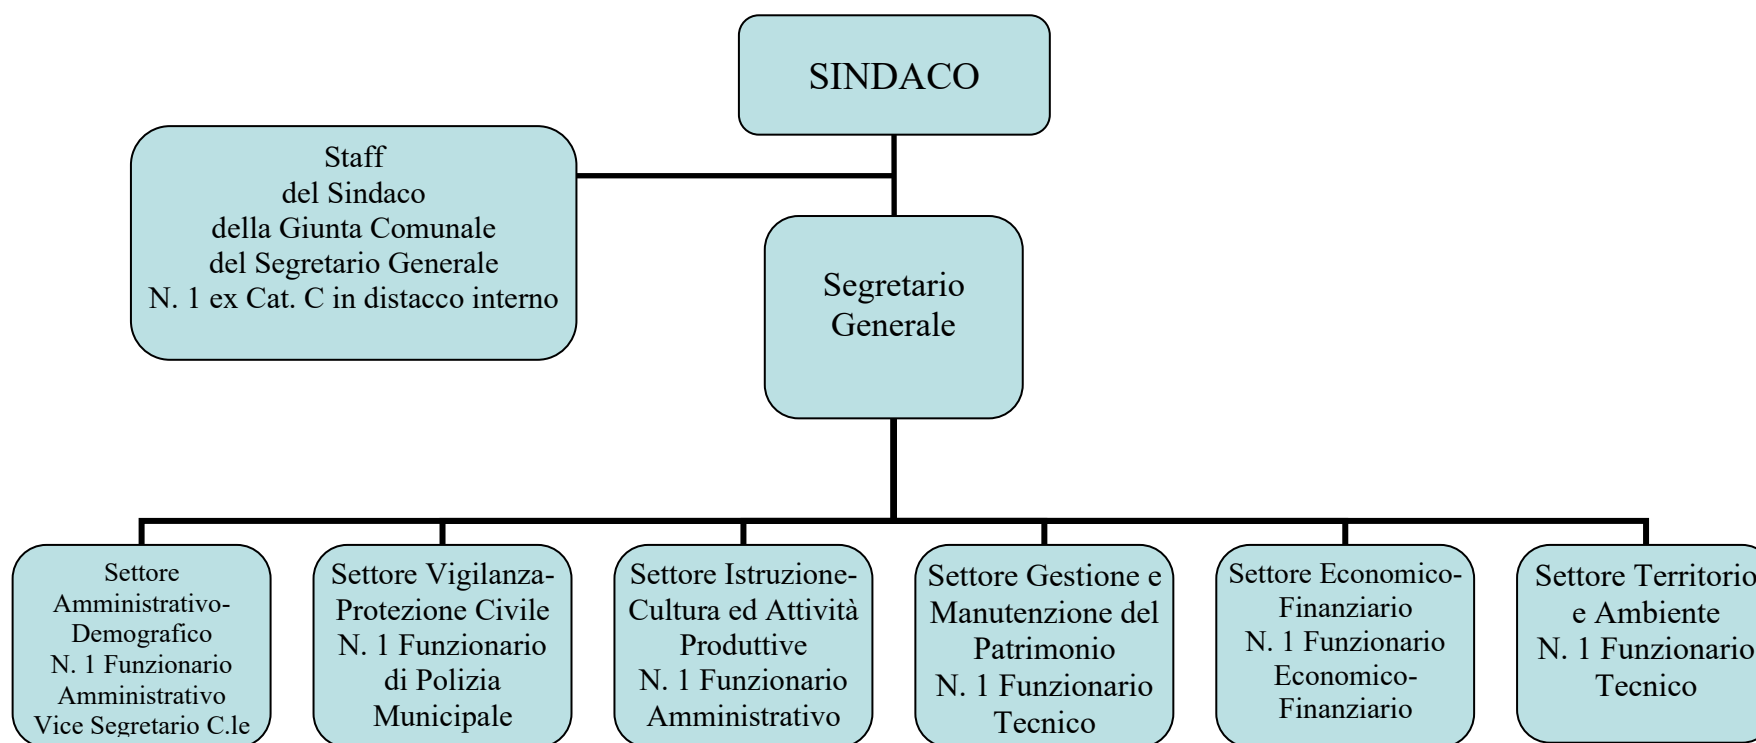 SINDACO
Staff
del Sindaco
della Giunta Comunale
del Segretario Generale
N. 1 ex Cat. C in distacco interno
Segretario
Generale
Settore
Amministrativo-
Demografico
N. 1 Funzionario
Amministrativo
Vice Segretario C.le
Settore Vigilanza-
Protezione Civile
N. 1 Funzionario
di Polizia
Municipale
Settore Istruzione-
Cultura ed Attività
Produttive
N. 1 Funzionario
Amministrativo
Settore Gestione e
Manutenzione del
Patrimonio
N. 1 Funzionario
Tecnico
Settore Economico-
Finanziario
N. 1 Funzionario
Economico-
Finanziario
Settore Territorio
e Ambiente
N. 1 Funzionario
Tecnico